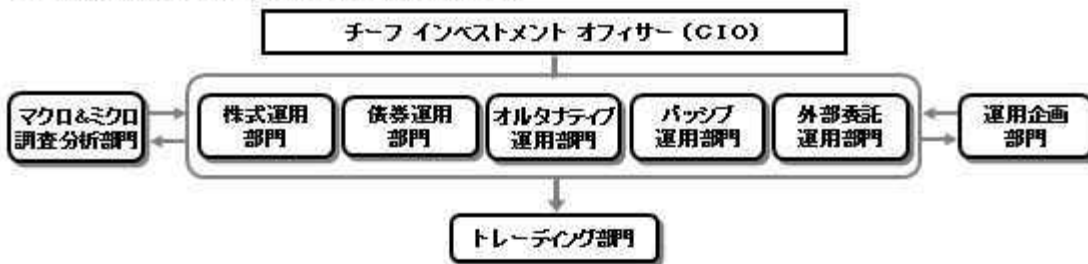 チーフ インベストメント オフィサー (CIO)
マクロ&ミクロ
調査分析部門
株式運用
部門
債券運用
部門
オルタナティブ
運用部門
パッシブ
運用部門
外部委託
運用部門
運用企画
部門
トレーディング部門